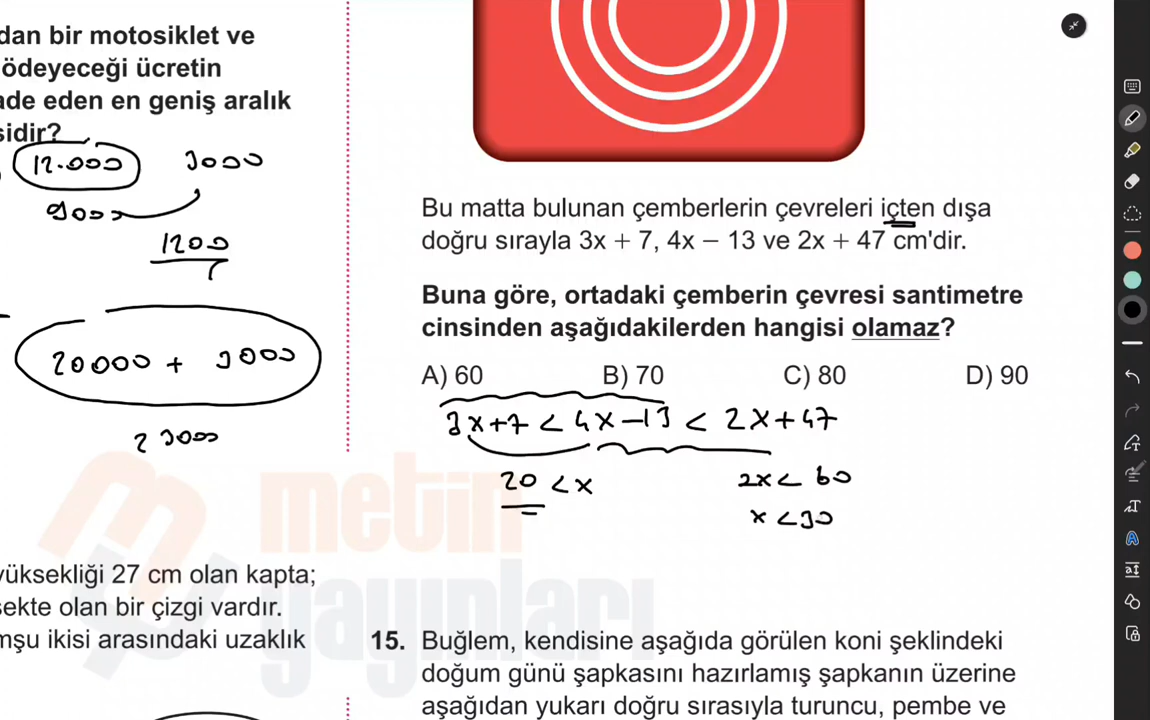 dan bir motosiklet ve
ödeyeceği ücretin
ade eden en geniş aralık
sidir?
12.000 3000
9000
1200
20000 + 3000
23000
yüksekliği 27 cm olan kapta;
sekte olan bir çizgi vardır.
mşu ikisi arasındaki uzaklık
Bu matta bulunan çemberlerin çevreleri içten dışa
doğru sırayla 3x + 7, 4x − 13 ve 2x + 47 cm'dir.
Buna göre, ortadaki çemberin çevresi santimetre
cinsinden aşağıdakilerden hangisi olamaz?
A) 60 B) 70 C) 80 D) 90
3x+7 < 4x−13 < 2x+47
20 < x 2x < 60
x < 30
metin
yayınları
15. Buğlem, kendisine aşağıda görülen koni şeklindeki
doğum günü şapkasını hazırlamış şapkanın üzerine
aşağıdan yukarı doğru sırasıyla turuncu, pembe ve